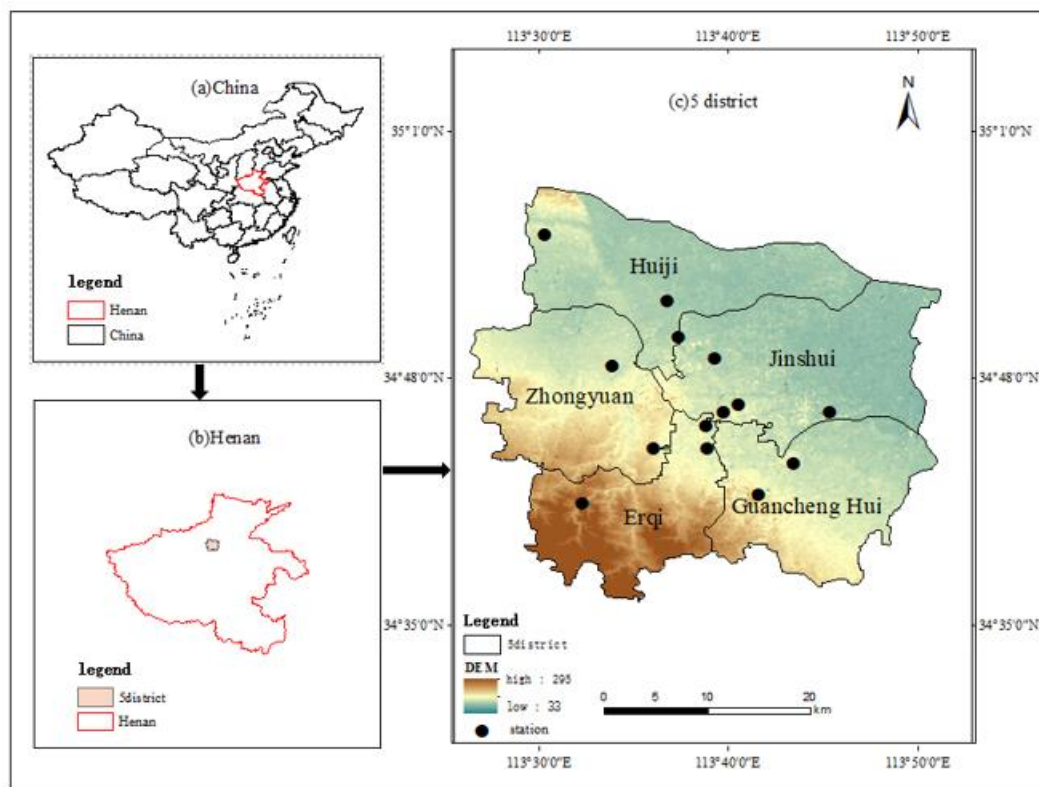 (a)China
legend
Henan
China
(b)Henan
legend
5district
Henan
113°30'0"E 113°40'0"E 113°50'0"E
(c)5 district
N
35°1'0"N
34°48'0"N
34°35'0"N
Huiji
Jinshui
Zhongyuan
Guancheng Hui
Erqi
Legend
5district
DEM
high : 295
low : 33
station
0 5 10 20
km
113°30'0"E 113°40'0"E 113°50'0"E
35°1'0"N
34°48'0"N
34°35'0"N